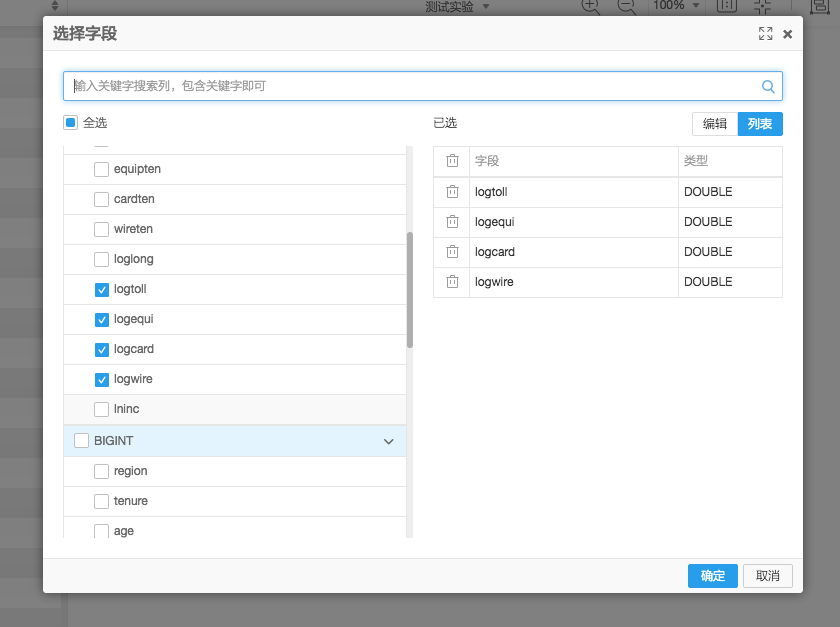 测试实验
100%
选择字段
输入关键字搜索列，包含关键字即可
全选
已选
编辑
列表
equipten
cardten
wireten
loglong
logtoll
logequi
logcard
logwire
lninc
BIGINT
region
tenure
age
字段 类型
logtoll DOUBLE
logequi DOUBLE
logcard DOUBLE
logwire DOUBLE
确定
取消